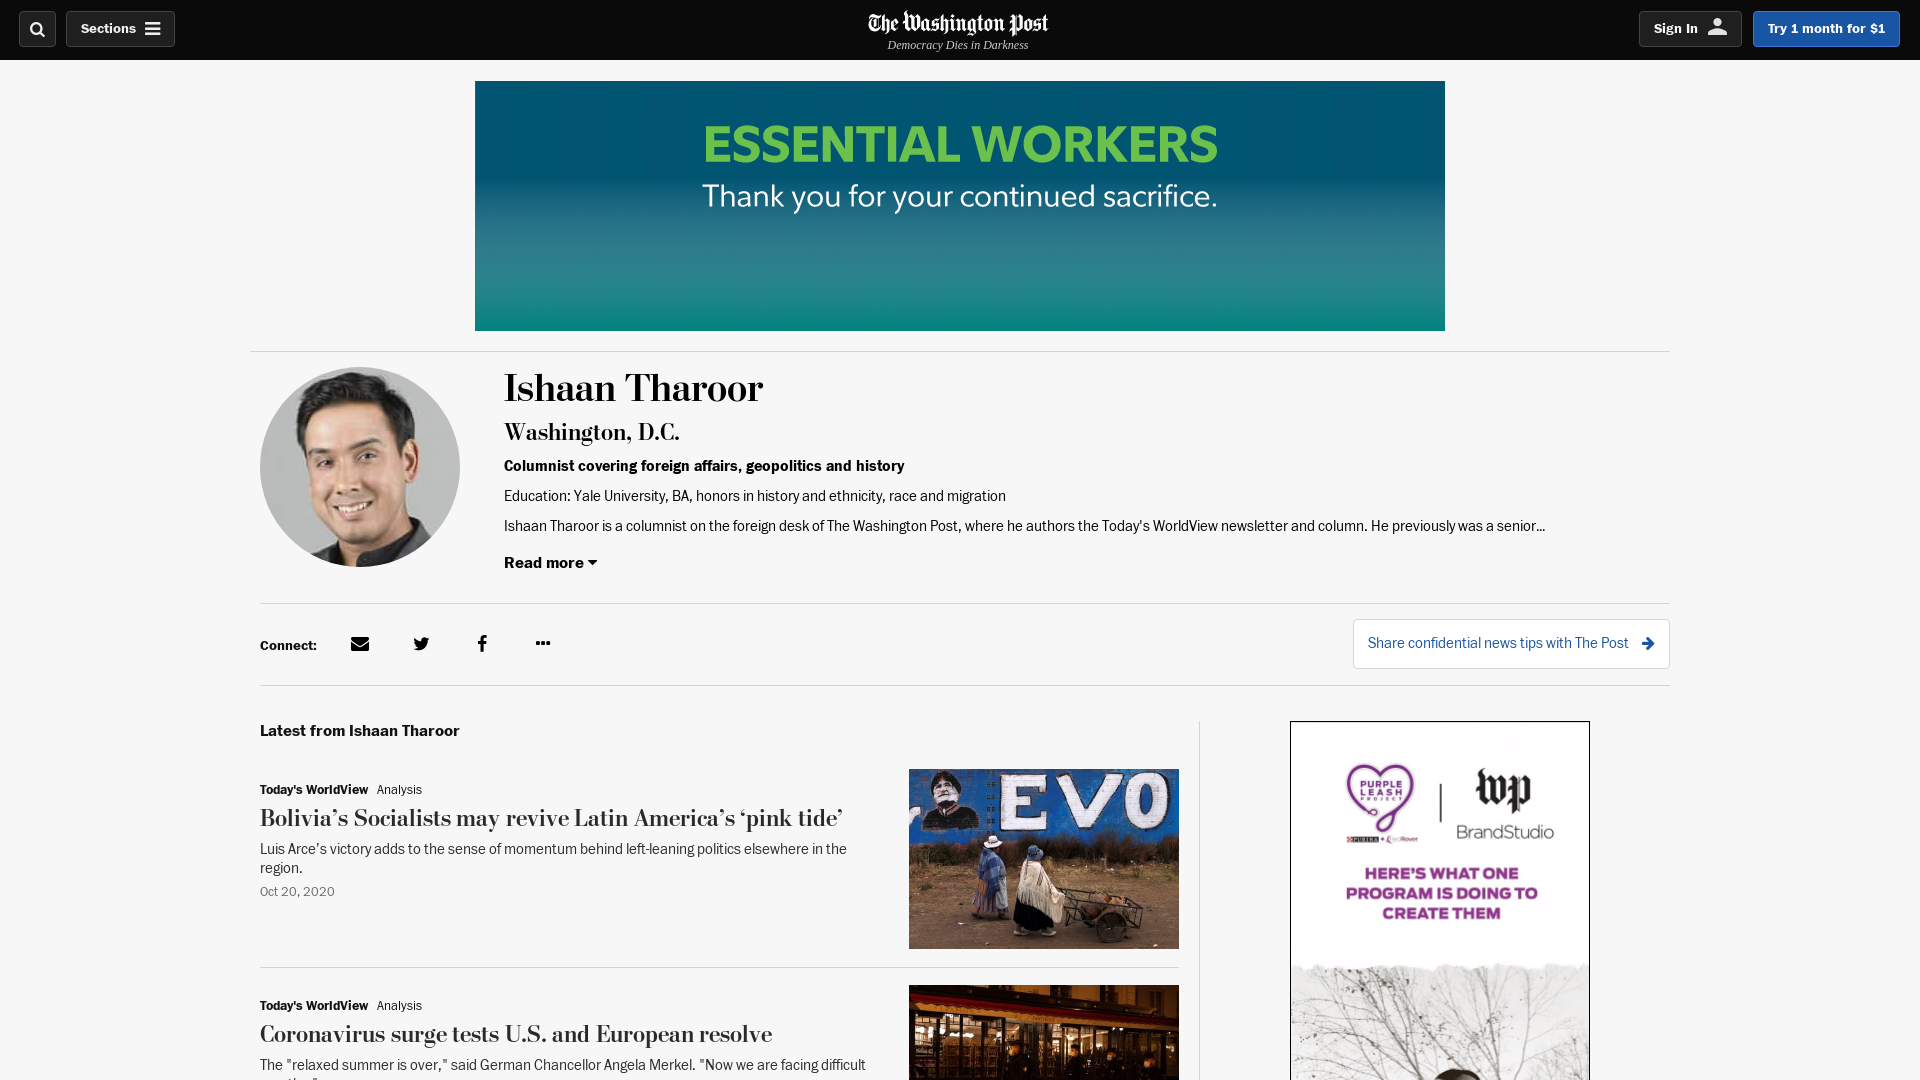 Sections
The Washington Post
Democracy Dies in Darkness
Sign In
Try 1 month for $1
ESSENTIAL WORKERS
Thank you for your continued sacrifice.
Ishaan Tharoor
Washington, D.C.
Columnist covering foreign affairs, geopolitics and history
Education: Yale University, BA, honors in history and ethnicity, race and migration
Ishaan Tharoor is a columnist on the foreign desk of The Washington Post, where he authors the Today's WorldView newsletter and column. He previously was a senior...
Read more
Connect:
Share confidential news tips with The Post
Latest from Ishaan Tharoor
Today's WorldView Analysis
Bolivia’s Socialists may revive Latin America’s ‘pink tide’
Luis Arce’s victory adds to the sense of momentum behind left-leaning politics elsewhere in the
region.
Oct 20, 2020
EVO
Today's WorldView Analysis
Coronavirus surge tests U.S. and European resolve
The "relaxed summer is over," said German Chancellor Angela Merkel. "Now we are facing difficult
PURPLE
LEASH
PROJECT
PURINA +
wp
BrandStudio
HERE'S WHAT ONE
PROGRAM IS DOING TO
CREATE THEM